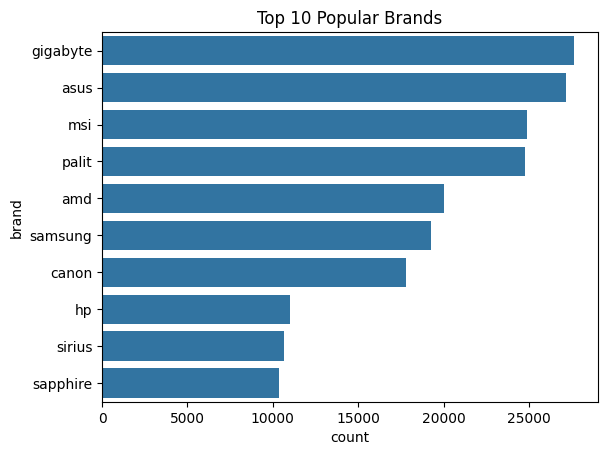 Top 10 Popular Brands
gigabyte
asus
msi
palit
amd
samsung
canon
hp
sirius
sapphire
brand
0 5000 10000 15000 20000 25000
count